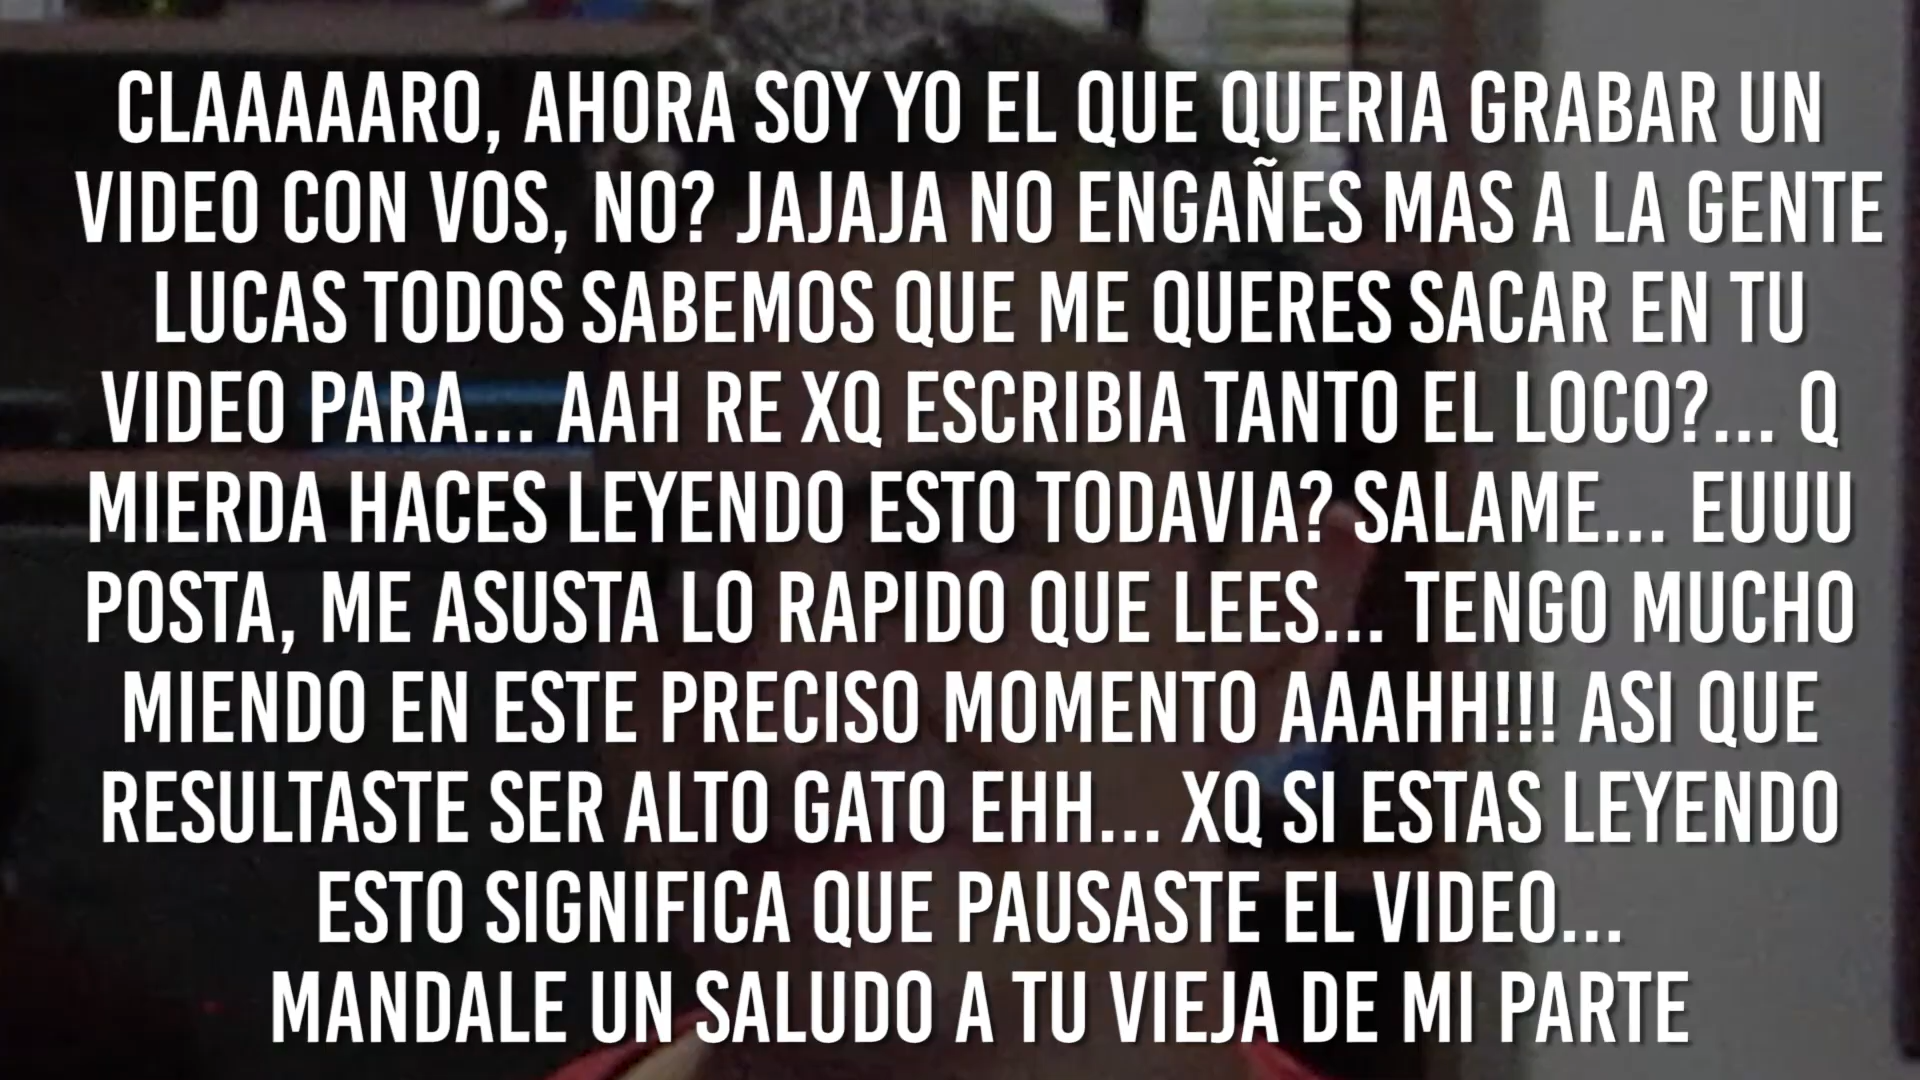 CLAAAAARO, AHORA SOY YO EL QUE QUERIA GRABAR UN
VIDEO CON VOS, NO? JAJAJA NO ENGAÑES MAS A LA GENTE
LUCAS TODOS SABEMOS QUE ME QUERES SACAR EN TU
VIDEO PARA... AAH RE XQ ESCRIBIA TANTO EL LOCO?... Q
MIERDA HACES LEYENDO ESTO TODAVIA? SALAME... EUUU
POSTA, ME ASUSTA LO RAPIDO QUE LEES... TENGO MUCHO
MIENDO EN ESTE PRECISO MOMENTO AAAHH!!! ASI QUE
RESULTASTE SER ALTO GATO EHH... XQ SI ESTAS LEYENDO
ESTO SIGNIFICA QUE PAUSASTE EL VIDEO...
MANDALE UN SALUDO A TU VIEJA DE MI PARTE